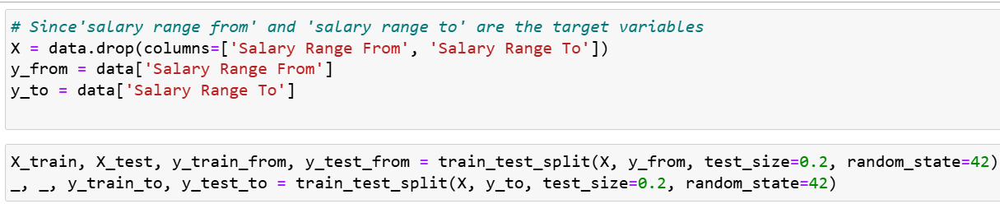 # Since'salary range from' and 'salary range to' are the target variables
X = data.drop(columns=['Salary Range From', 'Salary Range To'])
y_from = data['Salary Range From']
y_to = data['Salary Range To']
X_train, X_test, y_train_from, y_test_from = train_test_split(X, y_from, test_size=0.2, random_state=42)
_, _, y_train_to, y_test_to = train_test_split(X, y_to, test_size=0.2, random_state=42)